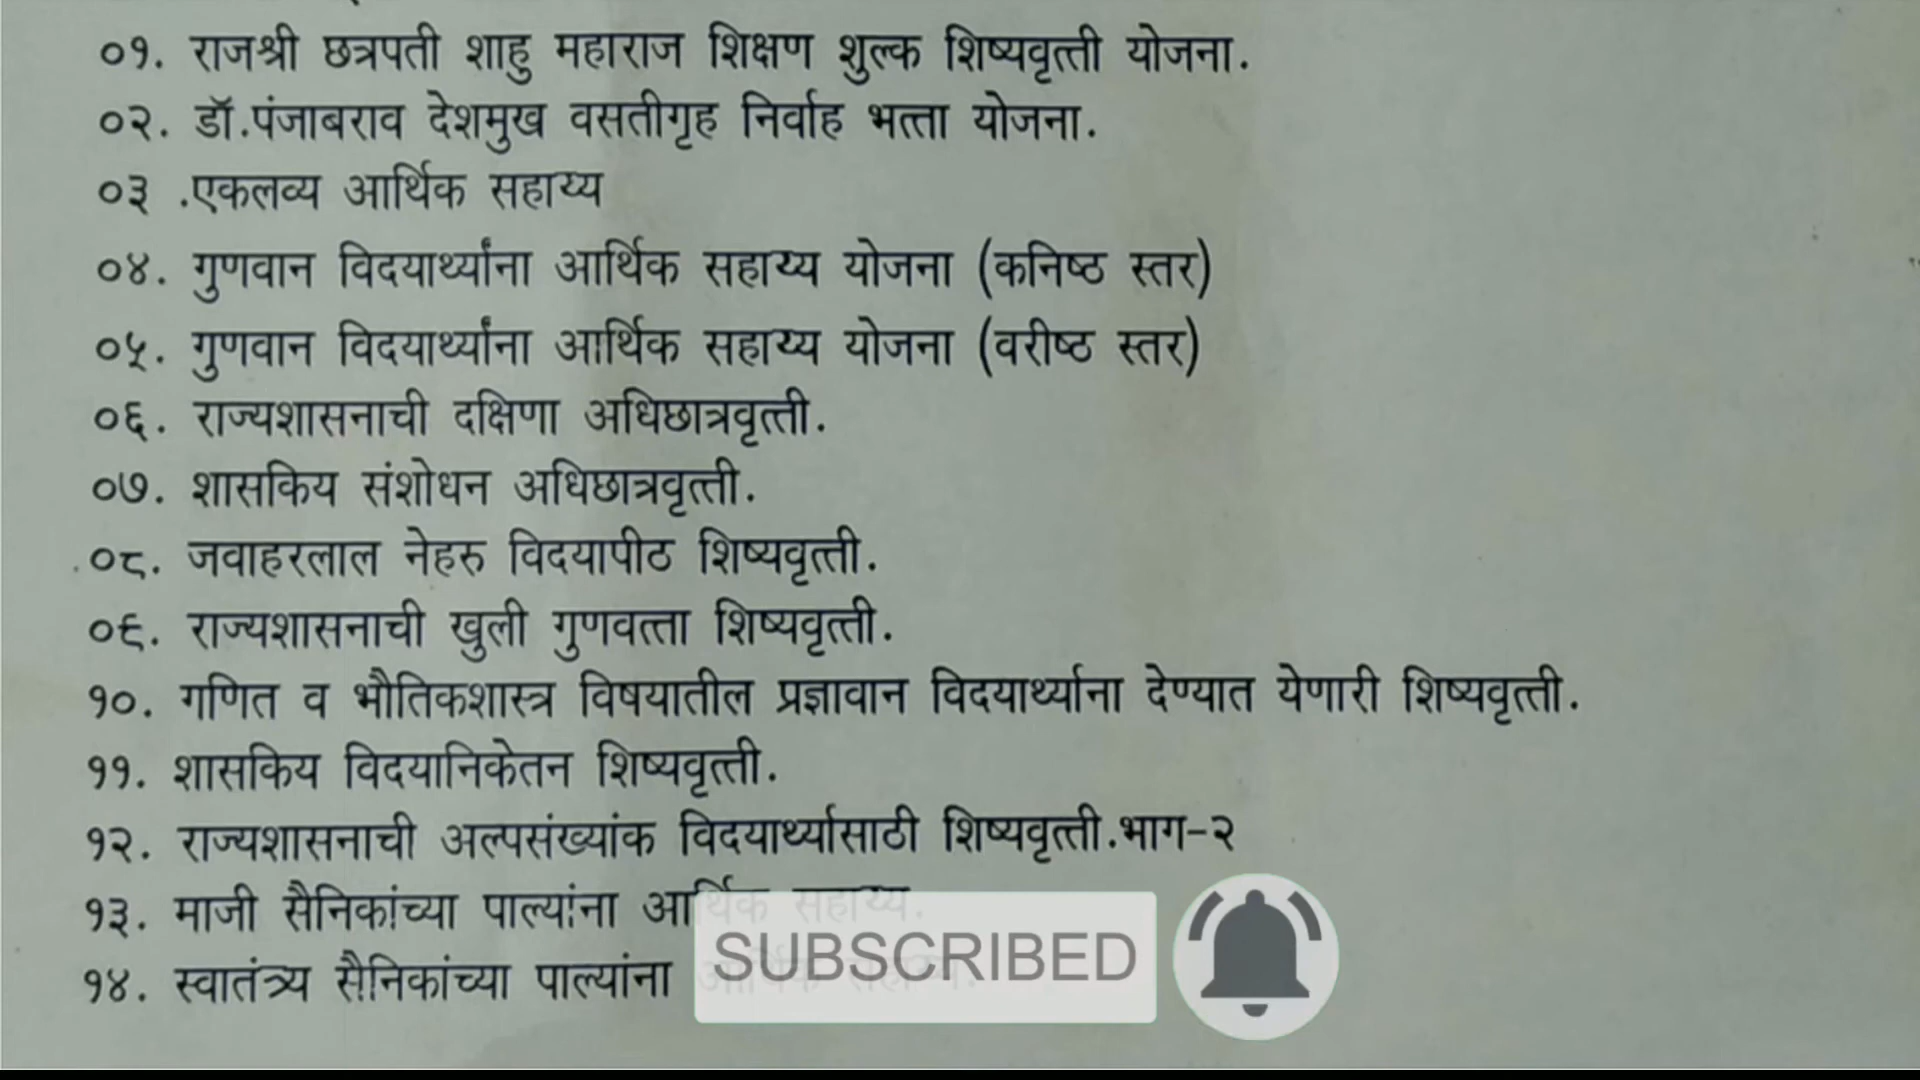 ०१. राजश्री छत्रपती शाहु महाराज शिक्षण शुल्क शिष्यवृत्ती योजना.
०२. डॉ.पंजाबराव देशमुख वसतीगृह निर्वाह भत्ता योजना.
०३ .एकलव्य आर्थिक सहाय्य
०४. गुणवान विदयार्थ्यांना आर्थिक सहाय्य योजना (कनिष्ठ स्तर)
०५. गुणवान विदयार्थ्यांना आर्थिक सहाय्य योजना (वरीष्ठ स्तर)
०६. राज्यशासनाची दक्षिणा अधिछात्रवृत्ती.
०७. शासकिय संशोधन अधिछात्रवृत्ती.
०८. जवाहरलाल नेहरु विदयापीठ शिष्यवृत्ती.
०९. राज्यशासनाची खुली गुणवत्ता शिष्यवृत्ती.
१०. गणित व भौतिकशास्त्र विषयातील प्रज्ञावान विदयार्थ्याना देण्यात येणारी शिष्यवृत्ती.
११. शासकिय विदयानिकेतन शिष्यवृत्ती.
१२. राज्यशासनाची अल्पसंख्यांक विदयार्थ्यासाठी शिष्यवृत्ती.भाग-२
१३. माजी सैनिकांच्या पाल्यांना आर्थिक सहाय्य.
१४. स्वातंत्र्य सैनिकांच्या पाल्यांना आर्थिक
SUBSCRIBED